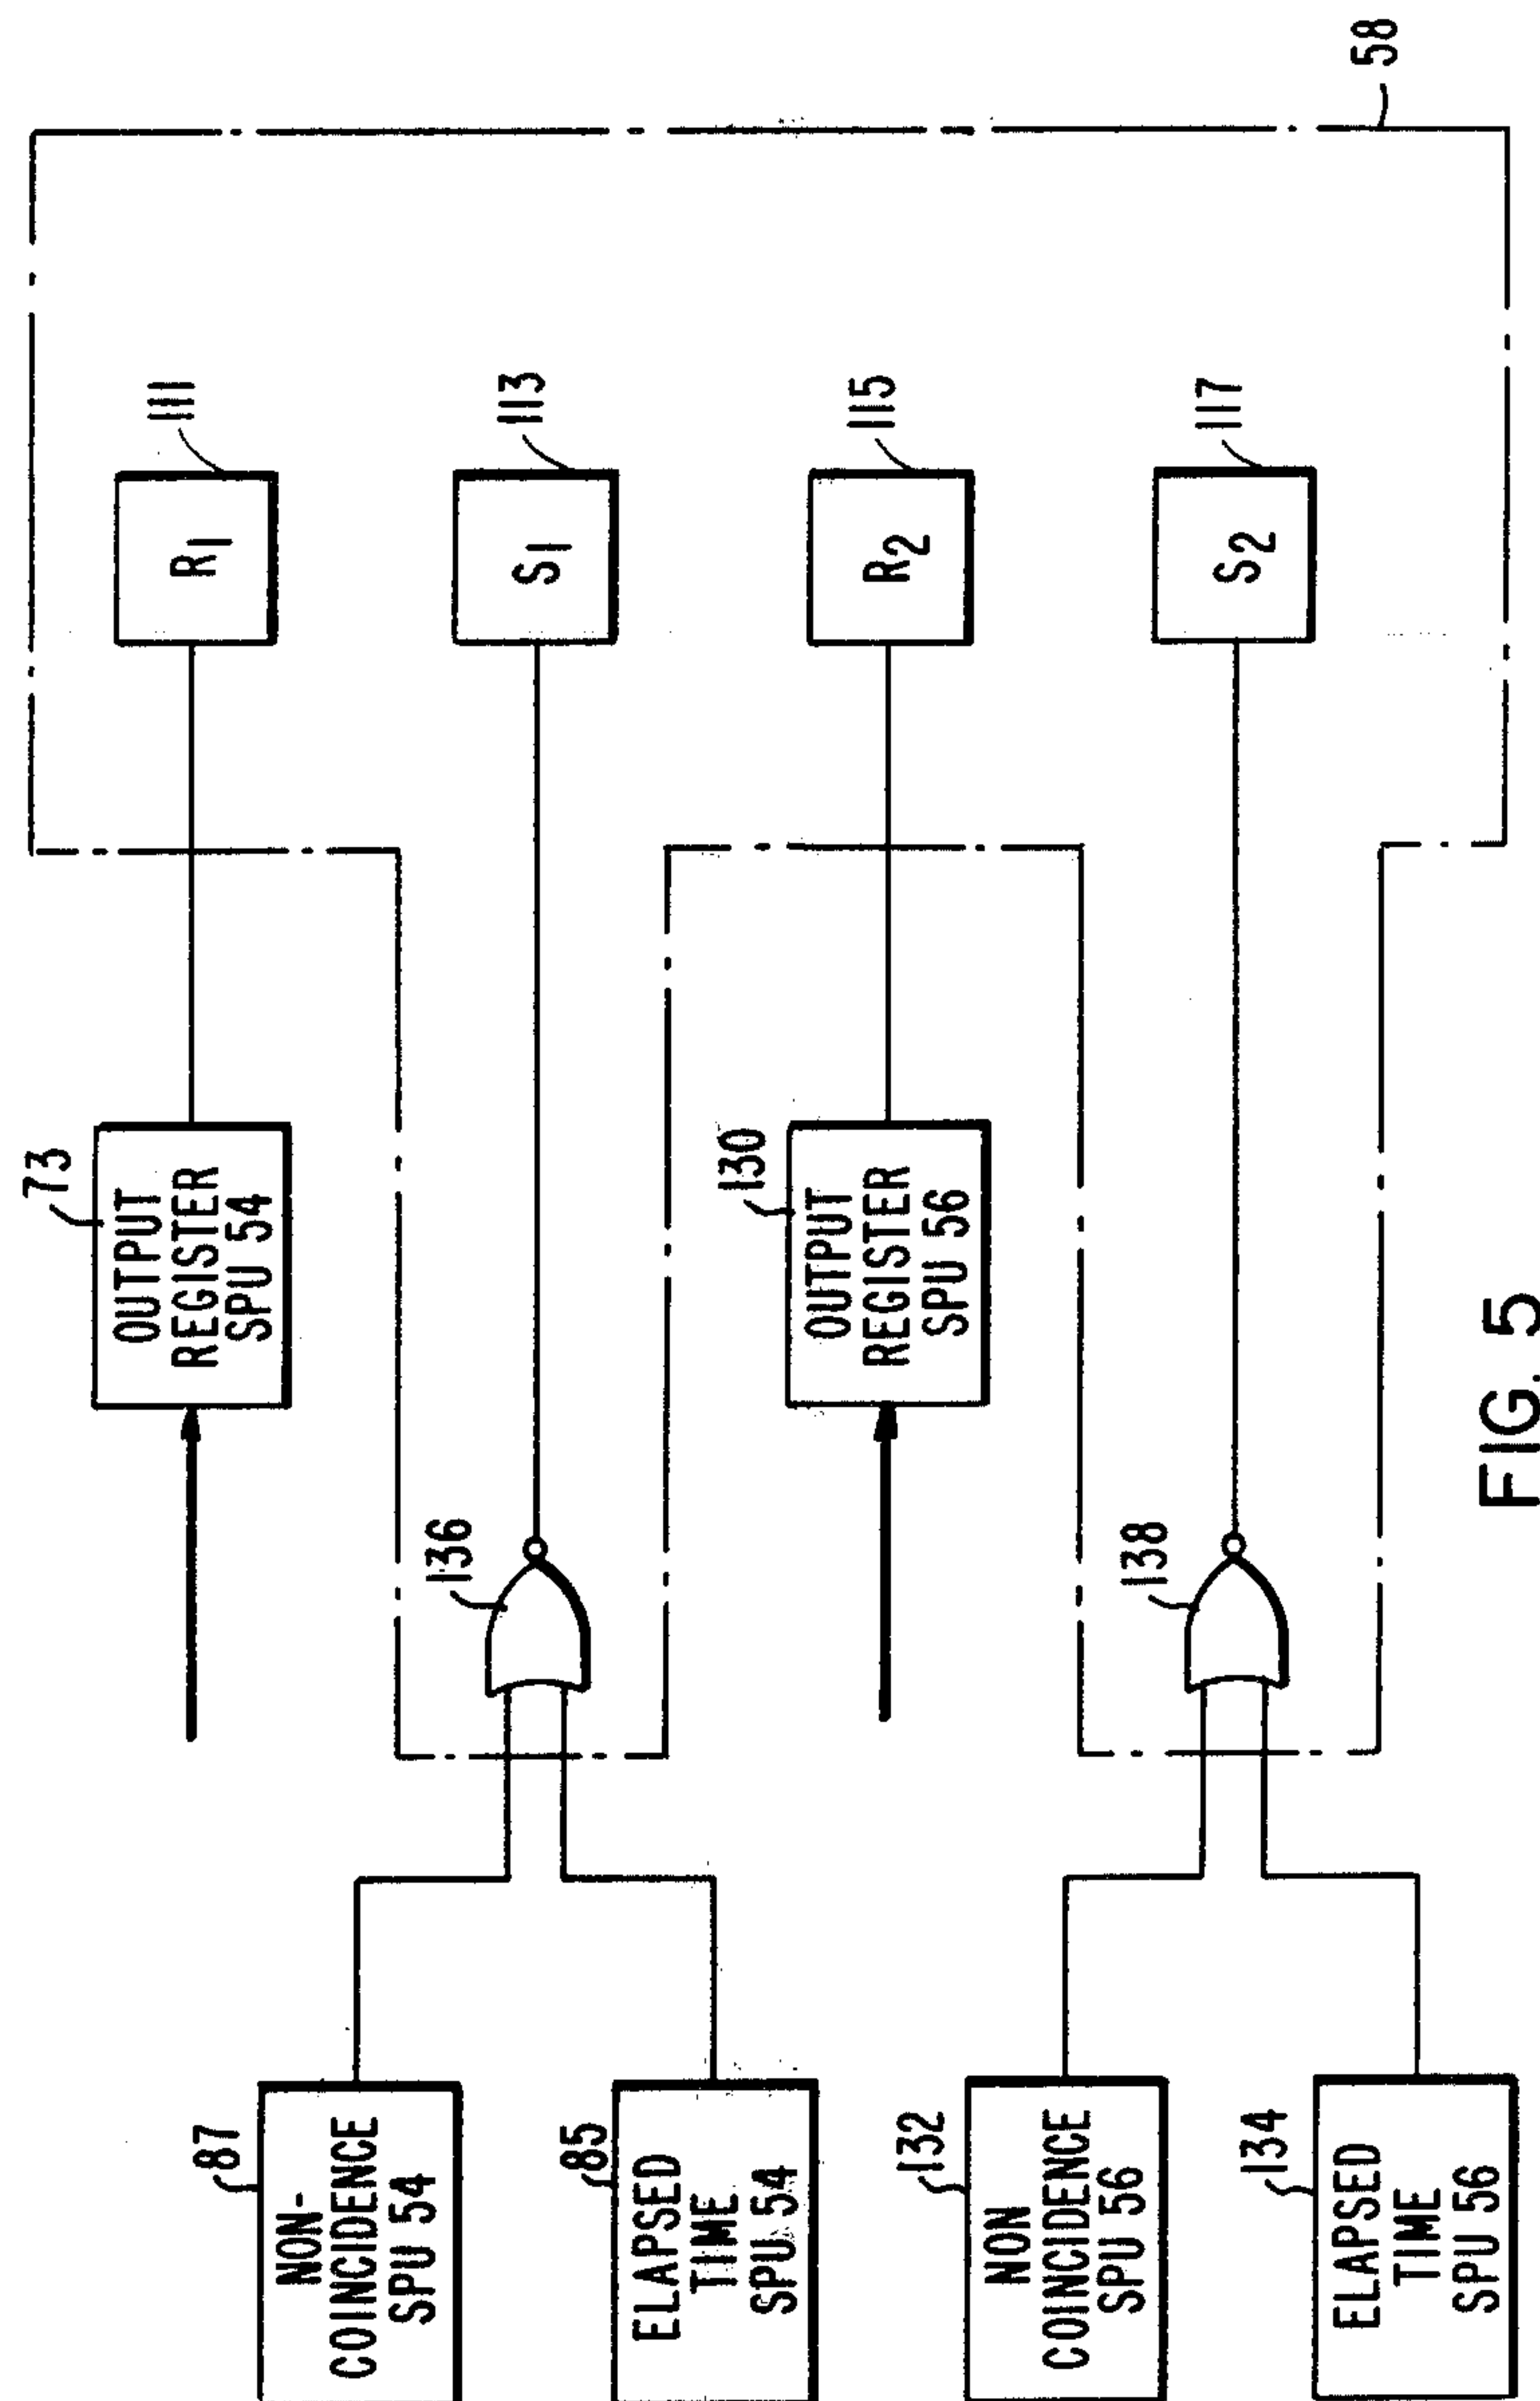 58
111
R1
113
S1
115
R2
117
S2
73
OUTPUT
REGISTER
SPU 54
130
OUTPUT
REGISTER
SPU 56
136
138
87
NON-
COINCIDENCE
SPU 54
85
ELAPSED
TIME
SPU 54
132
NON
COINCIDENCE
SPU 56
134
ELAPSED
TIME
SPU 56
FIG. 5